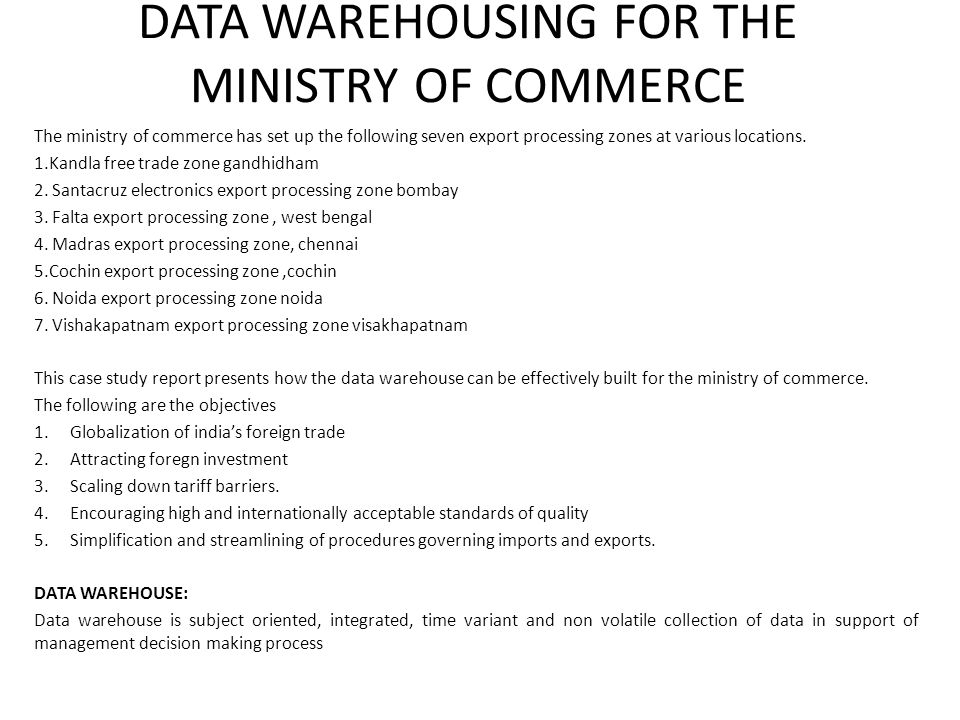 DATA WAREHOUSING FOR THE
MINISTRY OF COMMERCE
The ministry of commerce has set up the following seven export processing zones at various locations.
1.Kandla free trade zone gandhidham
2. Santacruz electronics export processing zone bombay
3. Falta export processing zone , west bengal
4. Madras export processing zone, chennai
5.Cochin export processing zone ,cochin
6. Noida export processing zone noida
7. Vishakapatnam export processing zone visakhapatnam
This case study report presents how the data warehouse can be effectively built for the ministry of commerce.
The following are the objectives
1. Globalization of india’s foreign trade
2. Attracting foregn investment
3. Scaling down tariff barriers.
4. Encouraging high and internationally acceptable standards of quality
5. Simplification and streamlining of procedures governing imports and exports.
DATA WAREHOUSE:
Data warehouse is subject oriented, integrated, time variant and non volatile collection of data in support of
management decision making process